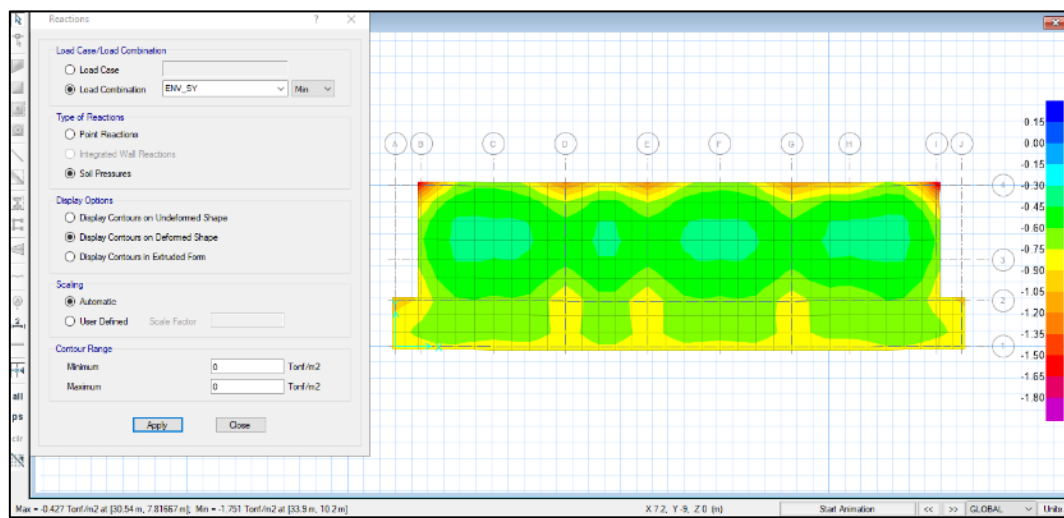 Reactions
?
Load Case/Load Combination
Load Case
Load Combination
ENV_SY
Min
Type of Reactions
Point Reactions
Integrated Wall Reactions
Soil Pressures
Display Options
Display Contours on Undeformed Shape
Display Contours on Deformed Shape
Display Contours in Extruded Form
Scaling
Automatic
User Defined
Scale Factor
Contour Range
Minimum
0
Tonf/m2
Maximum
0
Tonf/m2
Apply
Close
all
ps
clr
A B C D E F G H I J
4
3
2
1
0.15
0.00
-0.15
-0.30
-0.45
-0.60
-0.75
-0.90
-1.05
-1.20
-1.35
-1.50
-1.65
-1.80
Max = -0.427 Tonf/m2 at [30.54 m, 7.81667 m]; Min = -1.751 Tonf/m2 at [33.9 m, 10.2 m]
X 7.2, Y -9, Z 0 (m)
Start Animation
<<
>>
GLOBAL